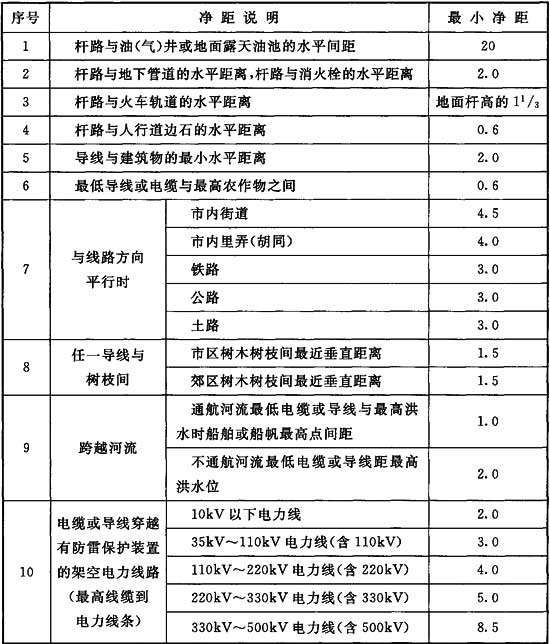 序号 净距说明 最小净距
1 杆路与油(气)井或地面露天油池的水平间距 20
2 杆路与地下管道的水平距离,杆路与消火栓的水平距离 2.0
3 杆路与火车轨道的水平距离 地面杆高的1 1/3
4 杆路与人行道边石的水平距离 0.6
5 导线与建筑物的最小水平距离 2.0
6 最低导线或电缆与最高农作物之间 0.6
7 与线路方向
平行时
市内街道 4.5
市内里弄(胡同) 4.0
铁路 3.0
公路 3.0
土路 3.0
8 任一导线与
树枝间
市区树木树枝间最近垂直距离 1.5
郊区树木树枝间最近垂直距离 1.5
9 跨越河流
通航河流最低电缆或导线与最高洪
水时船舶或船帆最高点间距 1.0
不通航河流最低电缆或导线距最高
洪水位 2.0
10 电缆或导线穿越
有防雷保护装置
的架空电力线路
(最高线缆到
电力线条)
10kV以下电力线 2.0
35kV～110kV电力线(含110kV) 3.0
110kV～220kV电力线(含220kV) 4.0
220kV～330kV电力线(含330kV) 5.0
330kV～500kV电力线(含500kV) 8.5